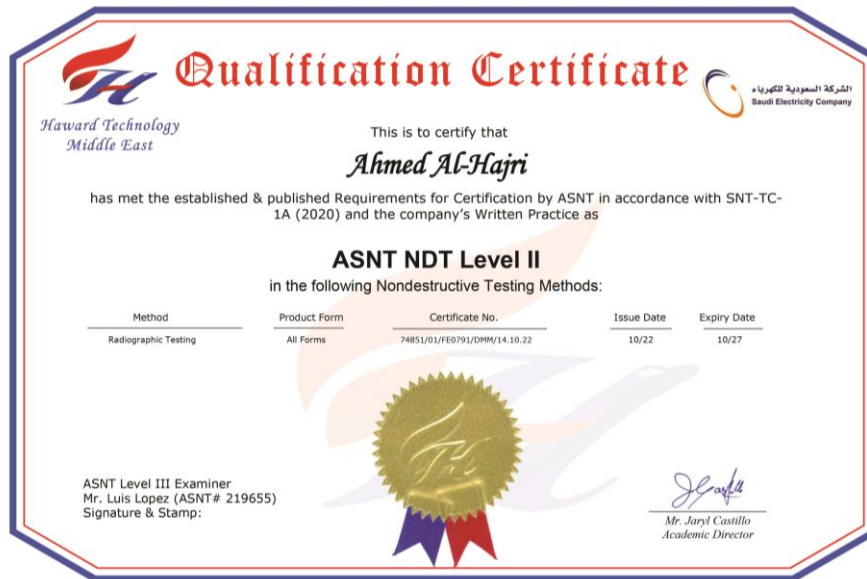 Qualification Certificate
Haward Technology
Middle East
الشركة السعودية للكهرباء
Saudi Electricity Company
This is to certify that
Ahmed Al-Hajri
has met the established & published Requirements for Certification by ASNT in accordance with SNT-TC-
1A (2020) and the company's Written Practice as
ASNT NDT Level II
in the following Nondestructive Testing Methods:
Method Product Form Certificate No. Issue Date Expiry Date
Radiographic Testing All Forms 74851/01/FE0791/DMM/14.10.22 10/22 10/27
ASNT Level III Examiner
Mr. Luis Lopez (ASNT# 219655)
Signature & Stamp:
Mr. Jaryl Castillo
Academic Director